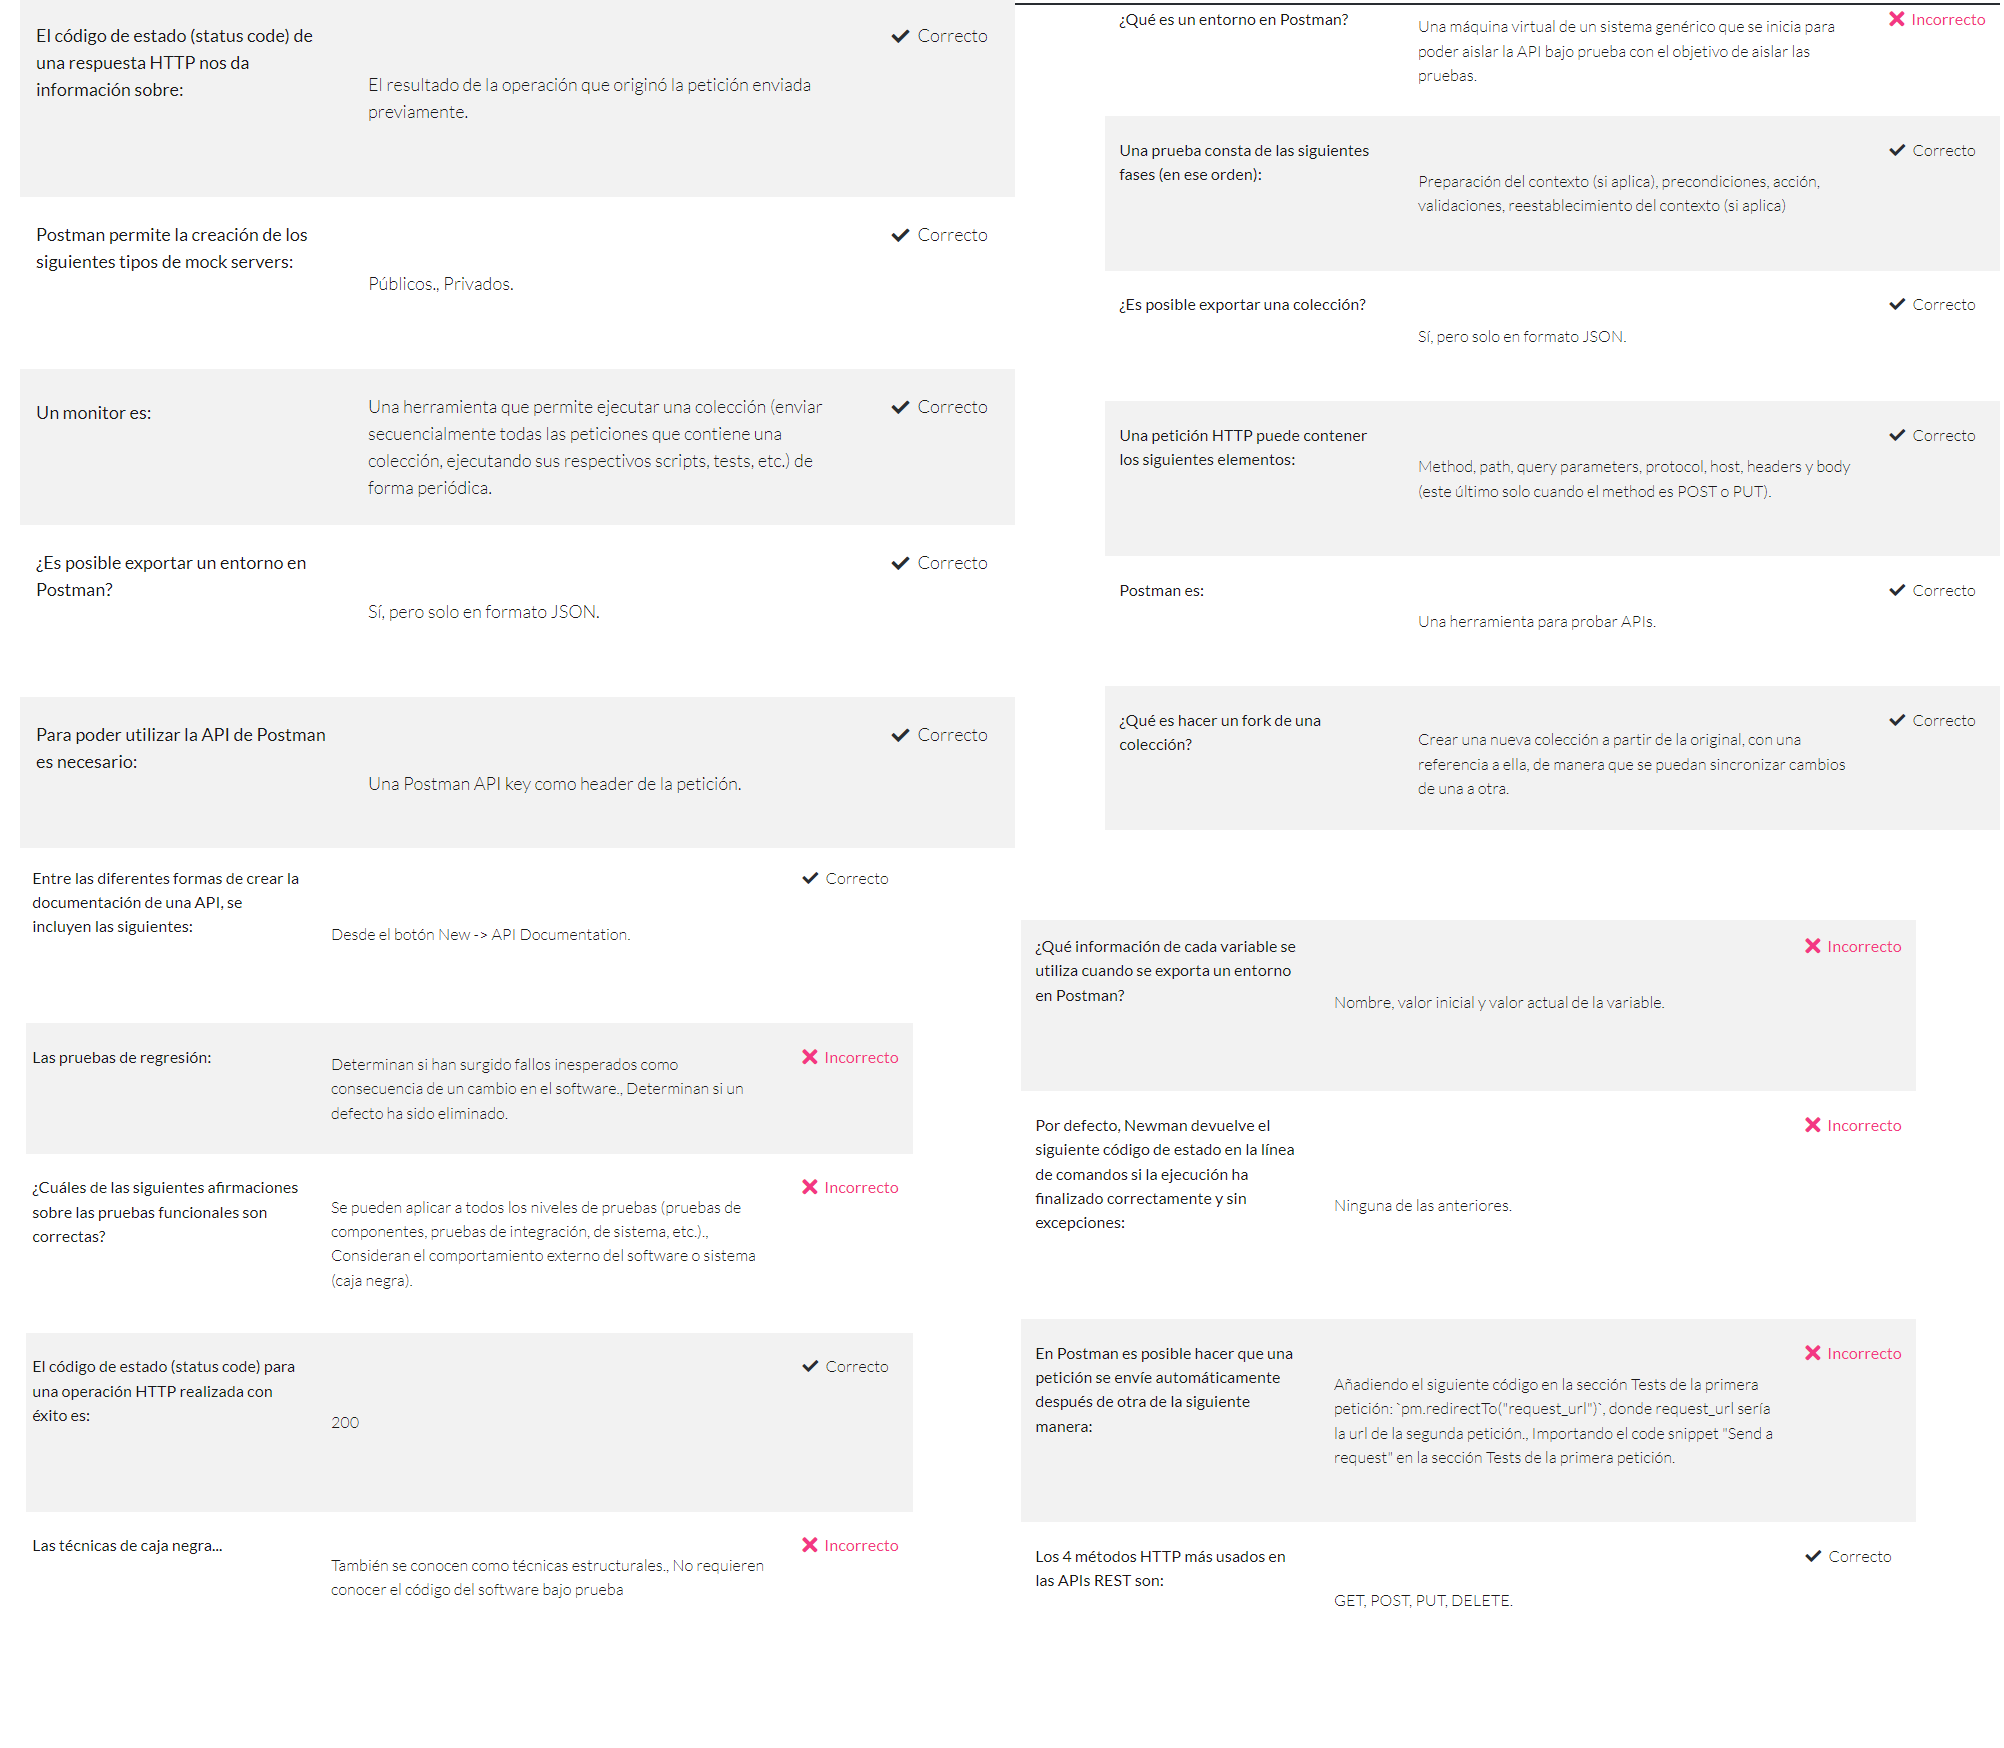 El código de estado (status code) de
una respuesta HTTP nos da
información sobre:
El resultado de la operación que originó la petición enviada
previamente.
Correcto
Postman permite la creación de los
siguientes tipos de mock servers:
Públicos., Privados.
Correcto
Un monitor es:
Una herramienta que permite ejecutar una colección (enviar
secuencialmente todas las peticiones que contiene una
colección, ejecutando sus respectivos scripts, tests, etc.) de
forma periódica.
Correcto
¿Es posible exportar un entorno en
Postman?
Sí, pero solo en formato JSON.
Correcto
Para poder utilizar la API de Postman
es necesario:
Una Postman API key como header de la petición.
Correcto
Entre las diferentes formas de crear la
documentación de una API, se
incluyen las siguientes:
Desde el botón New -> API Documentation.
Correcto
Las pruebas de regresión:
Determinan si han surgido fallos inesperados como
consecuencia de un cambio en el software., Determinan si un
defecto ha sido eliminado.
Incorrecto
¿Cuáles de las siguientes afirmaciones
sobre las pruebas funcionales son
correctas?
Se pueden aplicar a todos los niveles de pruebas (pruebas de
componentes, pruebas de integración, de sistema, etc.).,
Consideran el comportamiento externo del software o sistema
(caja negra).
Incorrecto
El código de estado (status code) para
una operación HTTP realizada con
éxito es:
200
Correcto
Las técnicas de caja negra...
También se conocen como técnicas estructurales., No requieren
conocer el código del software bajo prueba
Incorrecto
¿Qué es un entorno en Postman?
Una máquina virtual de un sistema genérico que se inicia para
poder aislar la API bajo prueba con el objetivo de aislar las
pruebas.
Incorrecto
Una prueba consta de las siguientes
fases (en ese orden):
Preparación del contexto (si aplica), precondiciones, acción,
validaciones, reestablecimiento del contexto (si aplica)
Correcto
¿Es posible exportar una colección?
Sí, pero solo en formato JSON.
Correcto
Una petición HTTP puede contener
los siguientes elementos:
Method, path, query parameters, protocol, host, headers y body
(este último solo cuando el method es POST o PUT).
Correcto
Postman es:
Una herramienta para probar APIs.
Correcto
¿Qué es hacer un fork de una
colección?
Crear una nueva colección a partir de la original, con una
referencia a ella, de manera que se puedan sincronizar cambios
de una a otra.
Correcto
¿Qué información de cada variable se
utiliza cuando se exporta un entorno
en Postman?
Nombre, valor inicial y valor actual de la variable.
Incorrecto
Por defecto, Newman devuelve el
siguiente código de estado en la línea
de comandos si la ejecución ha
finalizado correctamente y sin
excepciones:
Ninguna de las anteriores.
Incorrecto
En Postman es posible hacer que una
petición se envíe automáticamente
después de otra de la siguiente
manera:
Añadiendo el siguiente código en la sección Tests de la primera
petición: `pm.redirectTo("request_url")`, donde request_url sería
la url de la segunda petición., Importando el code snippet "Send a
request" en la sección Tests de la primera petición.
Incorrecto
Los 4 métodos HTTP más usados en
las APIs REST son:
GET, POST, PUT, DELETE.
Correcto